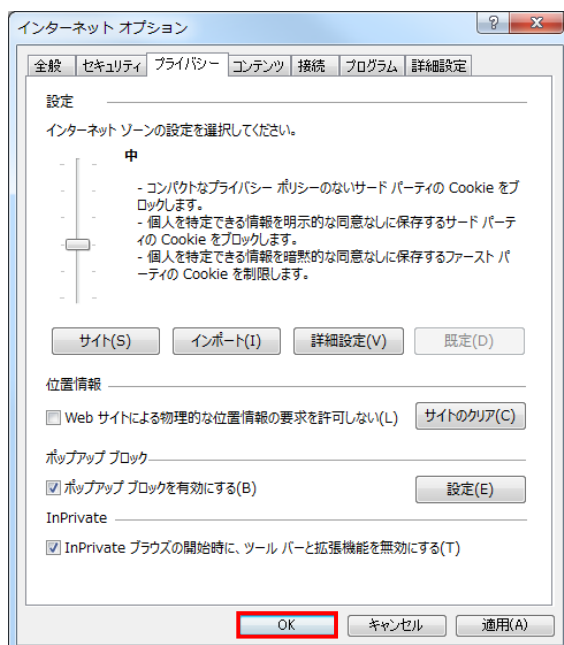 インターネット オプション
? X
全般 セキュリティ プライバシー コンテンツ 接続 プログラム 詳細設定
設定
インターネット ゾーンの設定を選択してください。
中
- コンパクトなプライバシー ポリシーのないサード パーティの Cookie をブ
ロックします。
- 個人を特定できる情報を明示的な同意なしに保存するサード パーテ
ィの Cookie をブロックします。
- 個人を特定できる情報を暗黙的な同意なしに保存するファースト パ
ーティの Cookie を制限します。
サイト(S) インポート(I) 詳細設定(V) 既定(D)
位置情報
Web サイトによる物理的な位置情報の要求を許可しない(L) サイトのクリア(C)
ポップアップ ブロック
ポップアップ ブロックを有効にする(B) 設定(E)
InPrivate
InPrivate ブラウズの開始時に、ツール バーと拡張機能を無効にする(T)
OK キャンセル 適用(A)